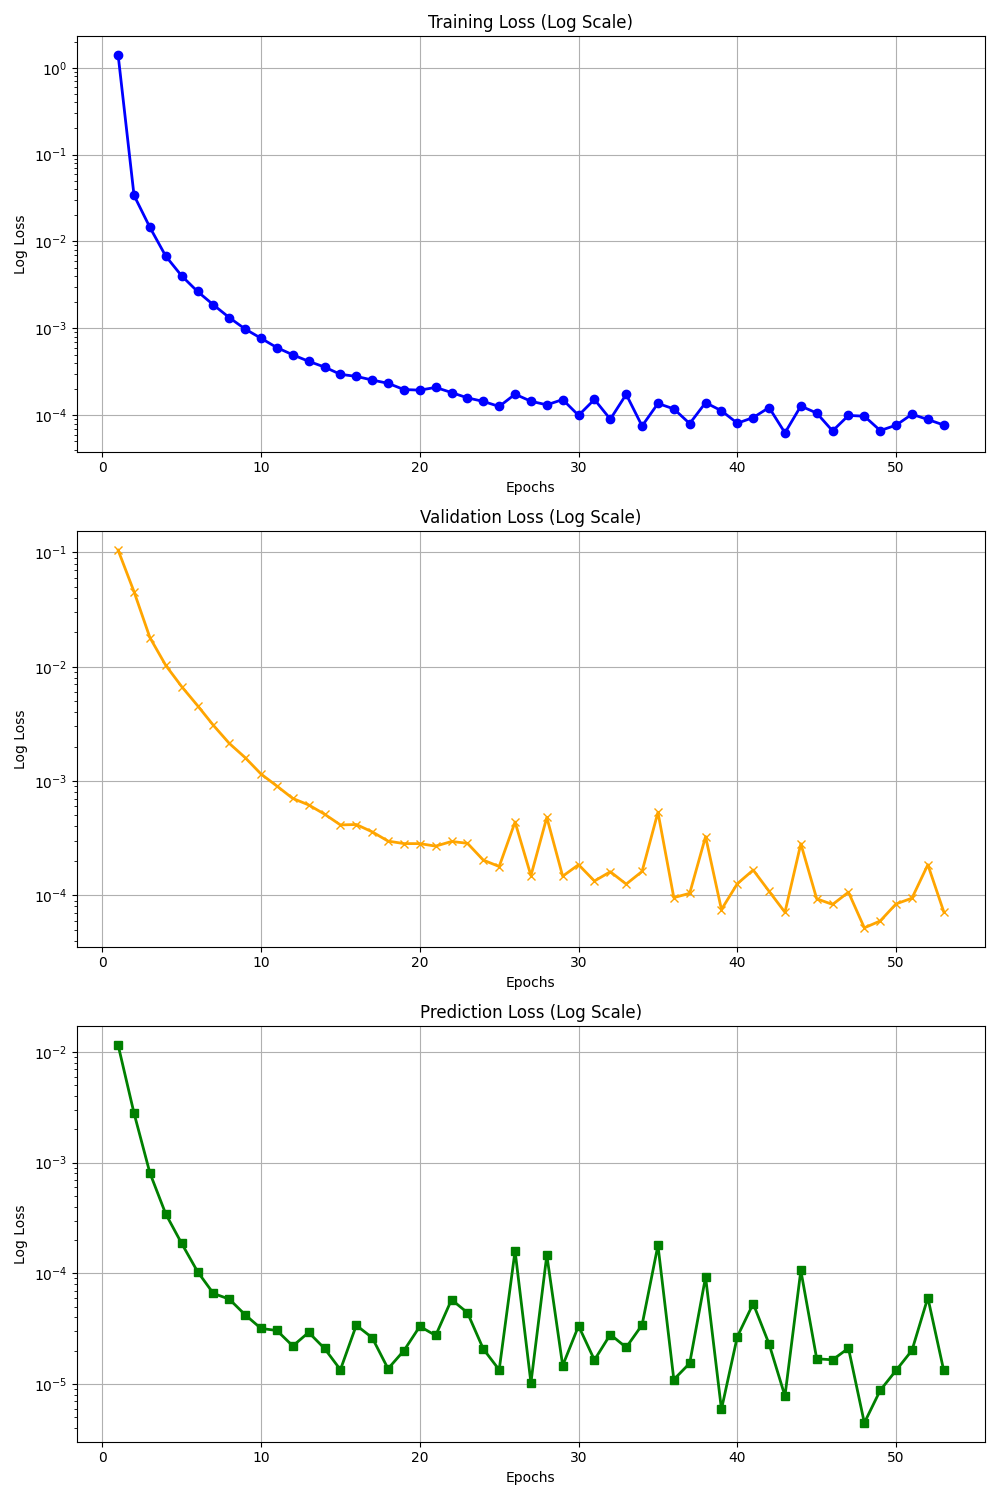 Training Loss (Log Scale)
10⁰
10⁻¹
10⁻²
10⁻³
10⁻⁴
Log Loss
0 10 20 30 40 50
Epochs
Validation Loss (Log Scale)
10⁻¹
10⁻²
10⁻³
10⁻⁴
Log Loss
0 10 20 30 40 50
Epochs
Prediction Loss (Log Scale)
10⁻²
10⁻³
10⁻⁴
10⁻⁵
Log Loss
0 10 20 30 40 50
Epochs